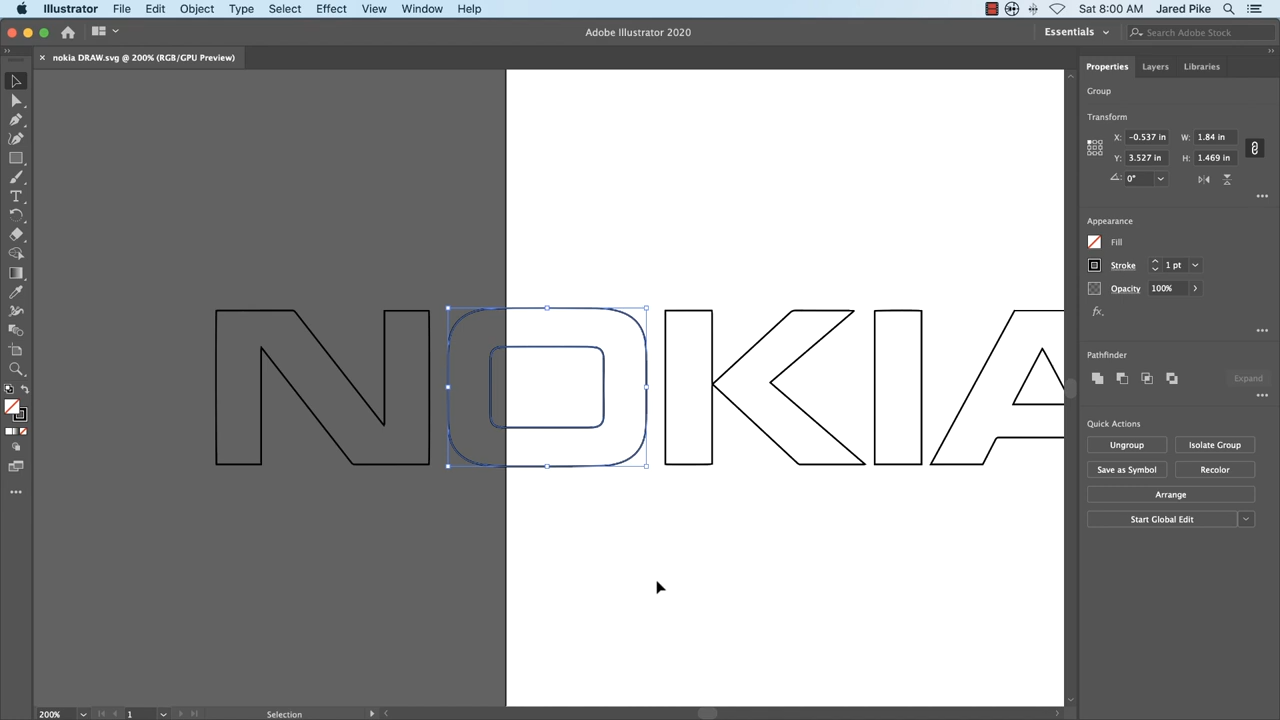 Illustrator File Edit Object Type Select Effect View Window Help Sat 8:00 AM Jared Pike
Adobe Illustrator 2020 Essentials Search Adobe Stock
nokia DRAW.svg @ 200% (RGB/GPU Preview)
Properties Layers Libraries
Group
Transform
X: -0.537 in W: 1.84 in
Y: 3.527 in H: 1.469 in
0°
Appearance
Fill
Stroke 1 pt
Opacity 100%
fx.
Pathfinder
Expand
Quick Actions
Ungroup Isolate Group
Save as Symbol Recolor
Arrange
Start Global Edit
NOKIA
200% 1 Selection